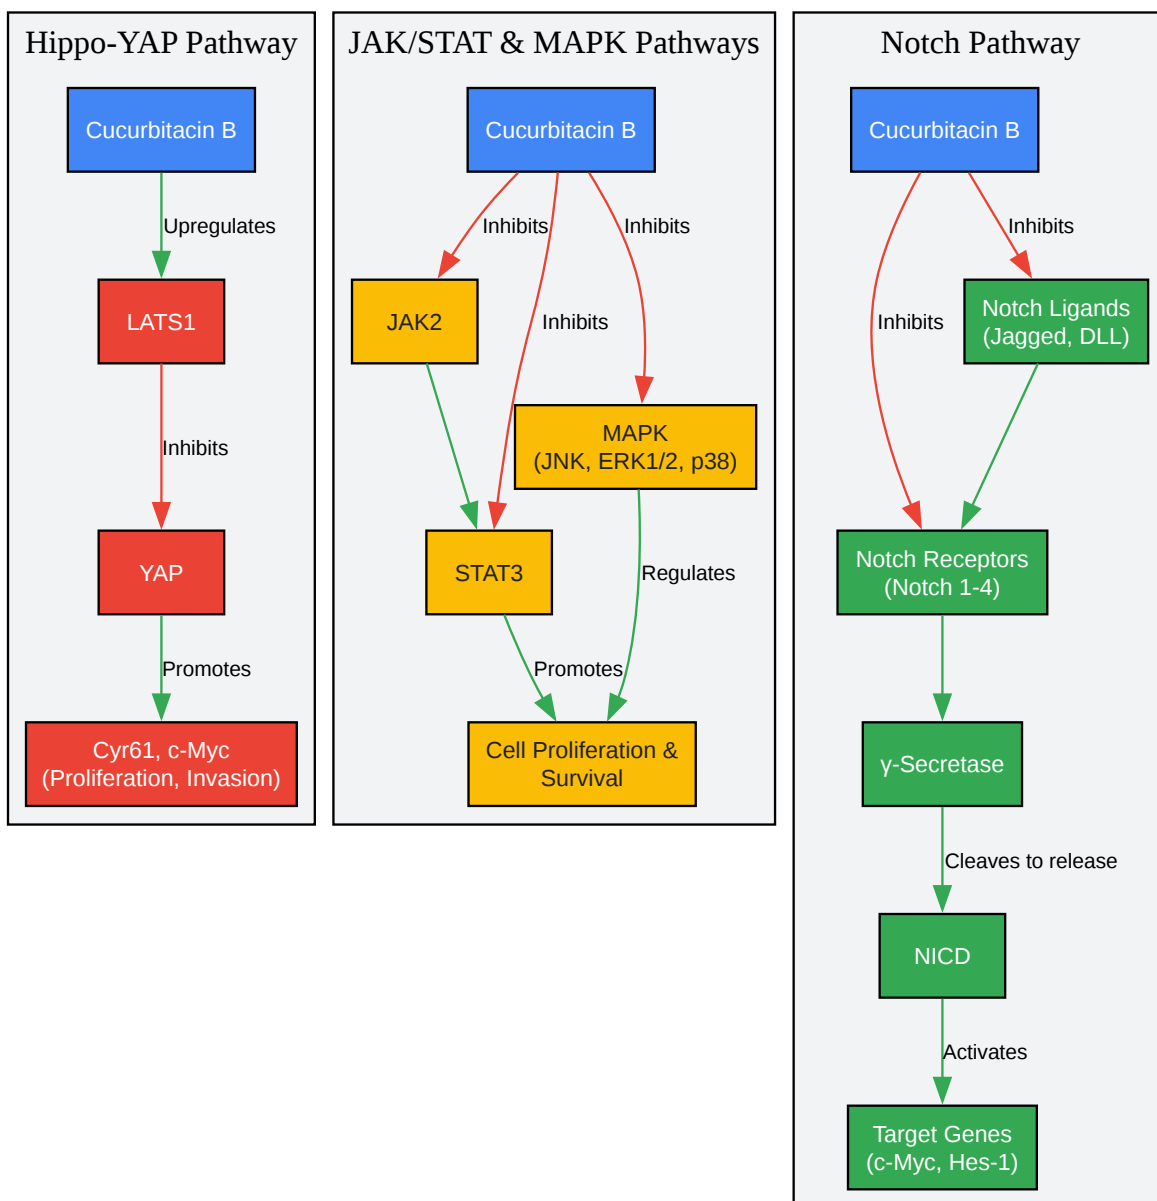 Hippo-YAP Pathway
Cucurbitacin B
Upregulates
LATS1
Inhibits
YAP
Promotes
Cyr61, c-Myc
(Proliferation, Invasion)
JAK/STAT & MAPK Pathways
Cucurbitacin B
Inhibits
Inhibits
JAK2
Inhibits
MAPK
(JNK, ERK1/2, p38)
STAT3
Regulates
Promotes
Cell Proliferation &
Survival
Notch Pathway
Cucurbitacin B
Inhibits
Notch Ligands
(Jagged, DLL)
Inhibits
Notch Receptors
(Notch 1-4)
γ-Secretase
Cleaves to release
NICD
Activates
Target Genes
(c-Myc, Hes-1)